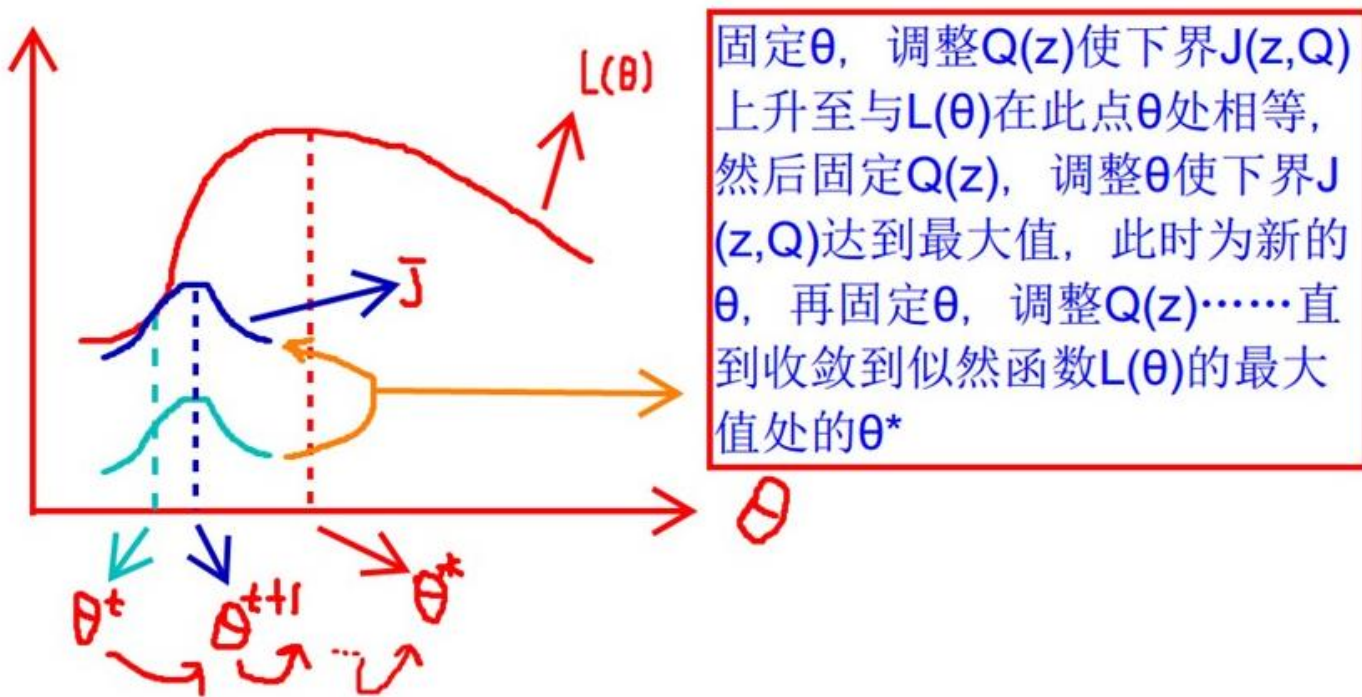 L(θ)
J
θ
θ^t
θ^{t+1}
...
θ^*
固定θ，调整Q(z)使下界J(z,Q)
上升至与L(θ)在此点θ处相等，
然后固定Q(z)，调整θ使下界J
(z,Q)达到最大值，此时为新的
θ，再固定θ，调整Q(z)……直
到收敛到似然函数L(θ)的最大
值处的θ*